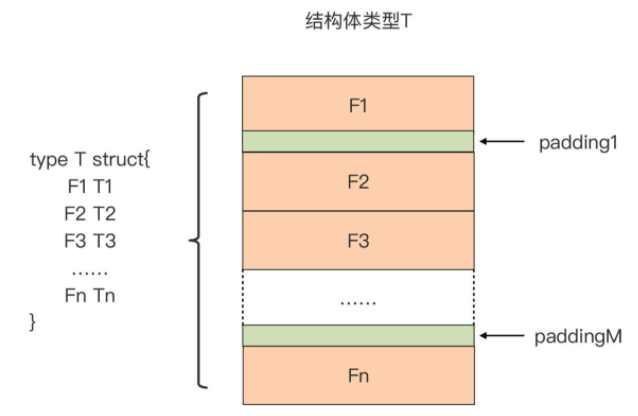 结构体类型T
type T struct{
F1 T1
F2 T2
F3 T3
......
Fn Tn
}
F1
padding1
F2
F3
......
paddingM
Fn